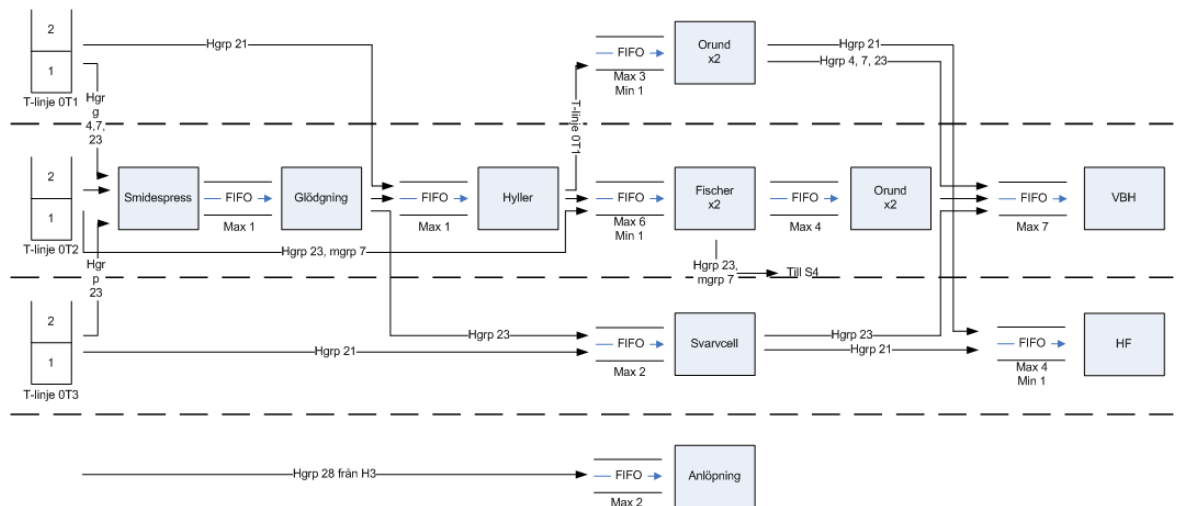 2
1
T-linje 0T1
Hgrp 21
Hgr
g
4,7,
23
T-linje 0T1
FIFO
Max 3
Min 1
Orund
x2
Hgrp 21
Hgrp 4, 7, 23
2
1
T-linje 0T2
Smidespress
FIFO
Max 1
Glödgning
FIFO
Max 1
Hyller
FIFO
Max 6
Min 1
Fischer
x2
FIFO
Max 4
Orund
x2
FIFO
Max 7
VBH
Hgrp 23, mgrp 7
Hgrp 23,
mgrp 7
Till S4
Hgr
p
23
2
1
T-linje 0T3
Hgrp 23
Hgrp 21
FIFO
Max 2
Svarvcell
Hgrp 23
Hgrp 21
FIFO
Max 4
Min 1
HF
Hgrp 28 från H3
FIFO
Max 2
Anlöpning